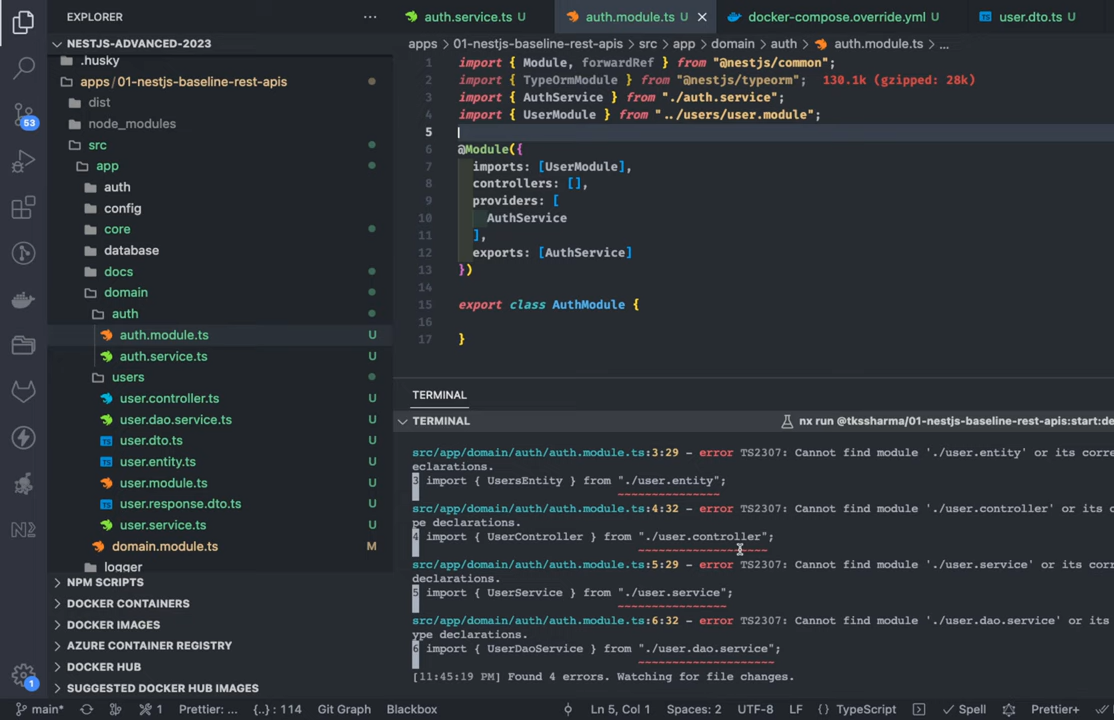 EXPLORER
NESTJS-ADVANCED-2023
.husky
apps/01-nestjs-baseline-rest-apis
dist
node_modules
src
app
auth
config
core
database
docs
domain
auth
auth.module.ts U
auth.service.ts U
users
user.controller.ts U
user.dao.service.ts U
user.dto.ts U
user.entity.ts U
user.module.ts U
user.response.dto.ts U
user.service.ts U
domain.module.ts M
logger
NPM SCRIPTS
DOCKER CONTAINERS
DOCKER IMAGES
AZURE CONTAINER REGISTRY
DOCKER HUB
SUGGESTED DOCKER HUB IMAGES
53
1
auth.service.ts U
auth.module.ts U
docker-compose.override.yml U
user.dto.ts U
apps > 01-nestjs-baseline-rest-apis > src > app > domain > auth > auth.module.ts > ...
1 import { Module, forwardRef } from "@nestjs/common";
2 import { TypeOrmModule } from "@nestjs/typeorm"; 130.1k (gzipped: 28k)
3 import { AuthService } from "./auth.service";
4 import { UserModule } from "../users/user.module";
5
6 @Module({
7 imports: [UserModule],
8 controllers: [],
9 providers: [
10 AuthService
11 ],
12 exports: [AuthService]
13 })
14
15 export class AuthModule {
16
17 }
TERMINAL
TERMINAL
nx run @tkssharma/01-nestjs-baseline-rest-apis:start:de
src/app/domain/auth/auth.module.ts:3:29 - error TS2307: Cannot find module './user.entity' or its corre
eclarations.
3 import { UsersEntity } from "./user.entity";
~~~~~~~~~~~~~~~
src/app/domain/auth/auth.module.ts:4:32 - error TS2307: Cannot find module './user.controller' or its c
pe declarations.
4 import { UserController } from "./user.controller";
~~~~~~~~~~~~~~~~~~~
src/app/domain/auth/auth.module.ts:5:29 - error TS2307: Cannot find module './user.service' or its corr
declarations.
5 import { UserService } from "./user.service";
~~~~~~~~~~~~~~~~
src/app/domain/auth/auth.module.ts:6:32 - error TS2307: Cannot find module './user.dao.service' or its
ype declarations.
6 import { UserDaoService } from "./user.dao.service";
~~~~~~~~~~~~~~~~~~~~
[11:45:19 PM] Found 4 errors. Watching for file changes.
main* 1 Prettier: ... {..} : 114 Git Graph Blackbox Ln 5, Col 1 Spaces: 2 UTF-8 LF {} TypeScript Spell Prettier+